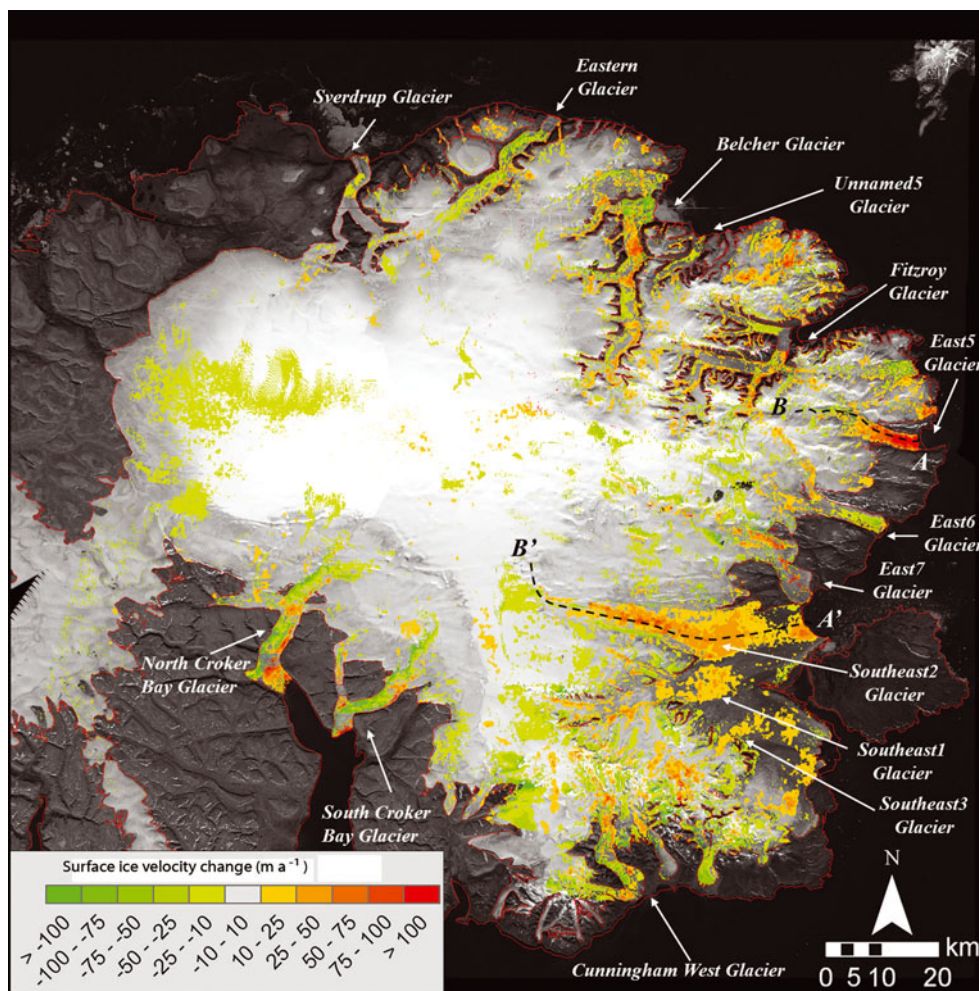 Eastern
Glacier
Sverdrup Glacier
Belcher Glacier
Unnamed5
Glacier
Fitzroy
Glacier
East5
Glacier
B
A
East6
Glacier
B'
East7
Glacier
A'
North Croker
Bay Glacier
Southeast2
Glacier
Southeast1
Glacier
South Croker
Bay Glacier
Southeast3
Glacier
Cunningham West Glacier
Surface ice velocity change (m a⁻¹)
> -100
-100 - -75
-75 - -50
-50 - -25
-25 - -10
-10 - 10
10 - 25
25 - 50
50 - 75
75 - 100
> 100
N
km
0 5 10 20